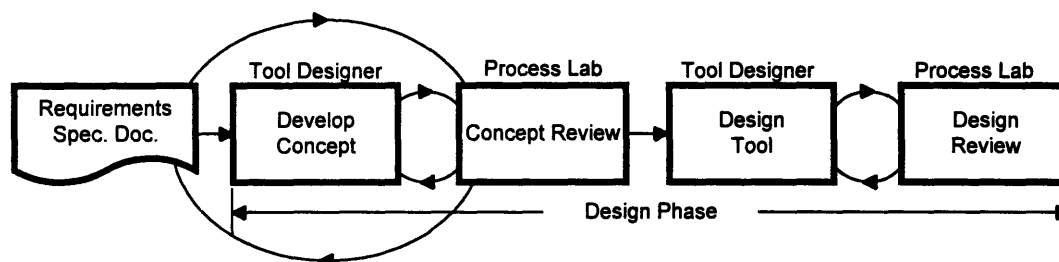 Tool Designer
Process Lab
Tool Designer
Process Lab
Requirements
Spec. Doc.
Develop
Concept
Concept Review
Design
Tool
Design
Review
Design Phase